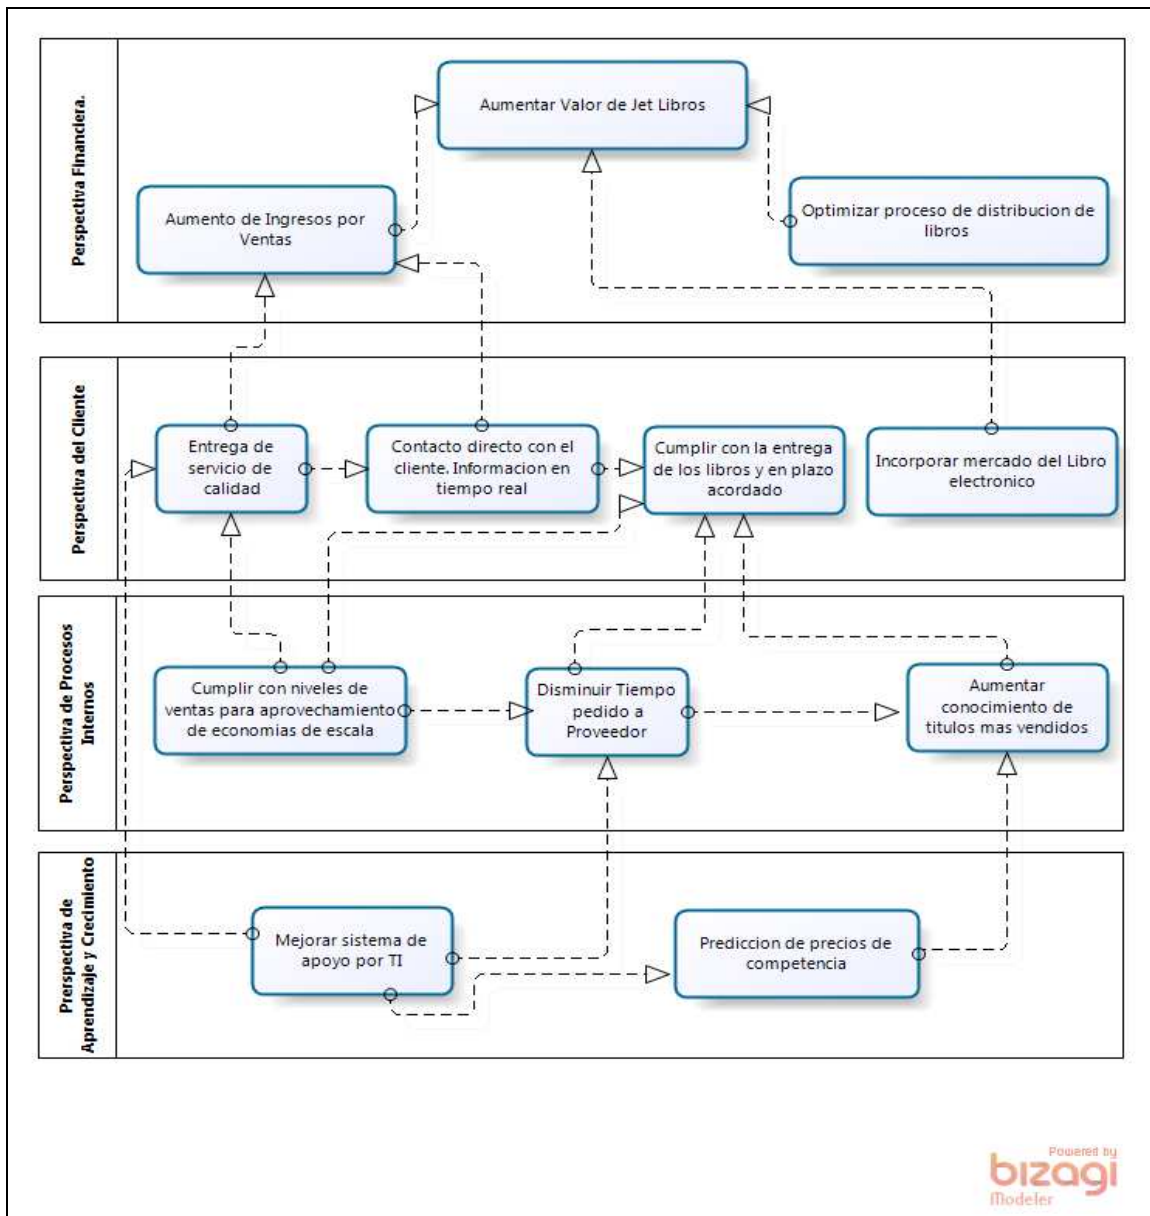 Perspectiva Financiera.
Aumentar Valor de Jet Libros
Aumento de Ingresos por
Ventas
Optimizar proceso de distribucion de
libros
Perspectiva del Cliente
Entrega de
servicio de
calidad
Contacto directo con el
cliente. Informacion en
tiempo real
Cumplir con la entrega
de los libros y en plazo
acordado
Incorporar mercado del Libro
electronico
Perspectiva de Procesos
Internos
Cumplir con niveles de
ventas para aprovechamiento
de economias de escala
Disminuir Tiempo
pedido a
Proveedor
Aumentar
conocimiento de
titulos mas vendidos
Prerspectiva de
Aprendizaje y Crecimiento
Mejorar sistema de
apoyo por TI
Prediccion de precios de
competencia
Powered by
bizagi
Modeler